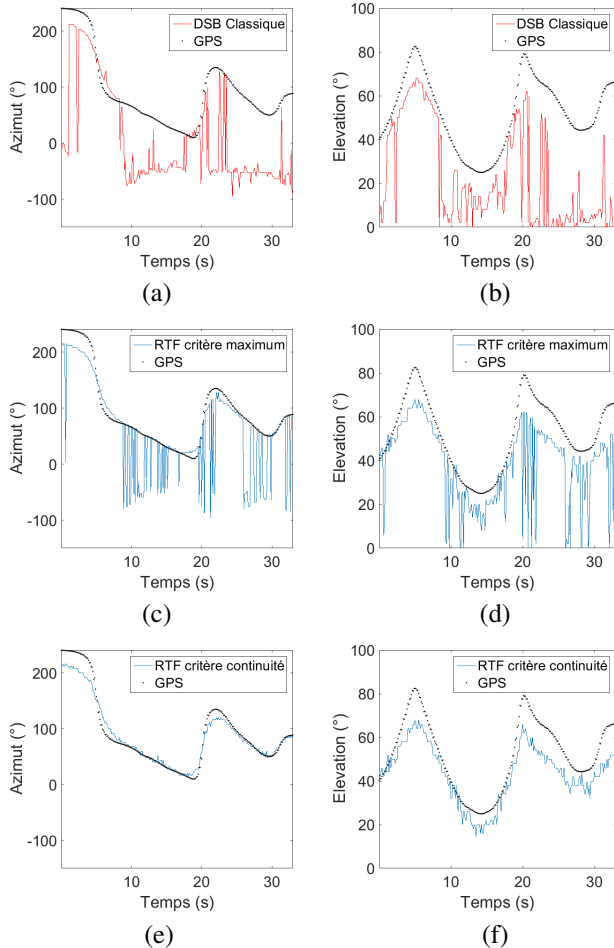 DSB Classique
GPS
200
100
0
-100
Azimut (°)
10
20
30
Temps (s)
(a)
DSB Classique
GPS
100
80
60
40
20
0
Elevation (°)
10
20
30
Temps (s)
(b)
RTF critère maximum
GPS
200
100
0
-100
Azimut (°)
10
20
30
Temps (s)
(c)
RTF critère maximum
GPS
100
80
60
40
20
0
Elevation (°)
10
20
30
Temps (s)
(d)
RTF critère continuité
GPS
200
100
0
-100
Azimut (°)
10
20
30
Temps (s)
(e)
RTF critère continuité
GPS
100
80
60
40
20
0
Elevation (°)
10
20
30
Temps (s)
(f)